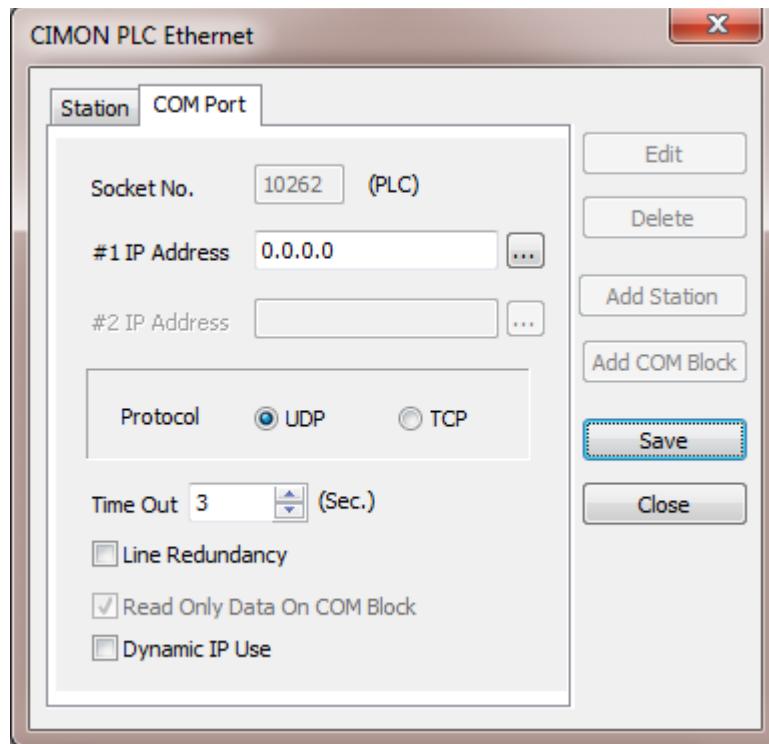 CIMON PLC Ethernet
Station COM Port
Socket No. 10262 (PLC)
#1 IP Address 0.0.0.0 ...
#2 IP Address ...
Protocol UDP TCP
Time Out 3 (Sec.)
Line Redundancy
Read Only Data On COM Block
Dynamic IP Use
Edit
Delete
Add Station
Add COM Block
Save
Close